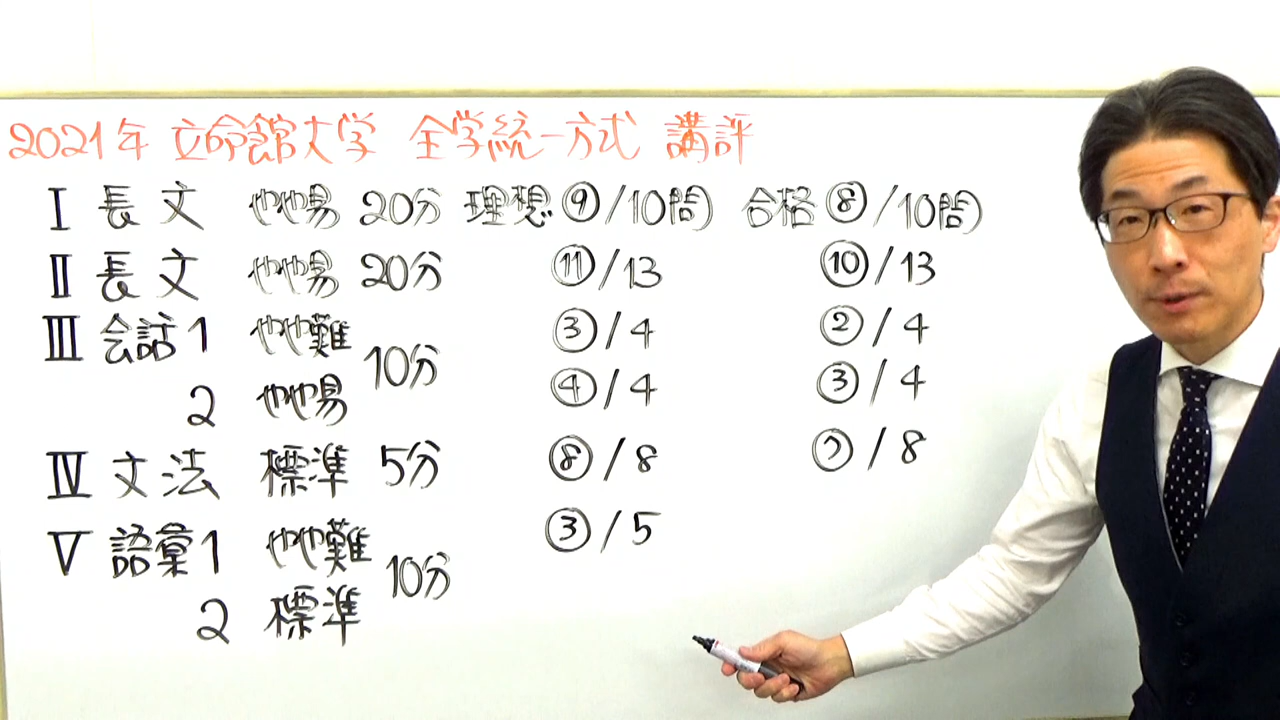 2021年 立命館大学 全学統一方式 講評
I 長文 やや易 20分 理想 ⑨/10問 合格 ⑧/10問
II 長文 やや易 20分 ⑪/13 ⑩/13
III 会話1 やや難 10分 ③/4 ②/4
2 やや易 ④/4 ③/4
IV 文法 標準 5分 ⑧/8 ⑦/8
V 語彙1 やや難 10分 ③/5
2 標準